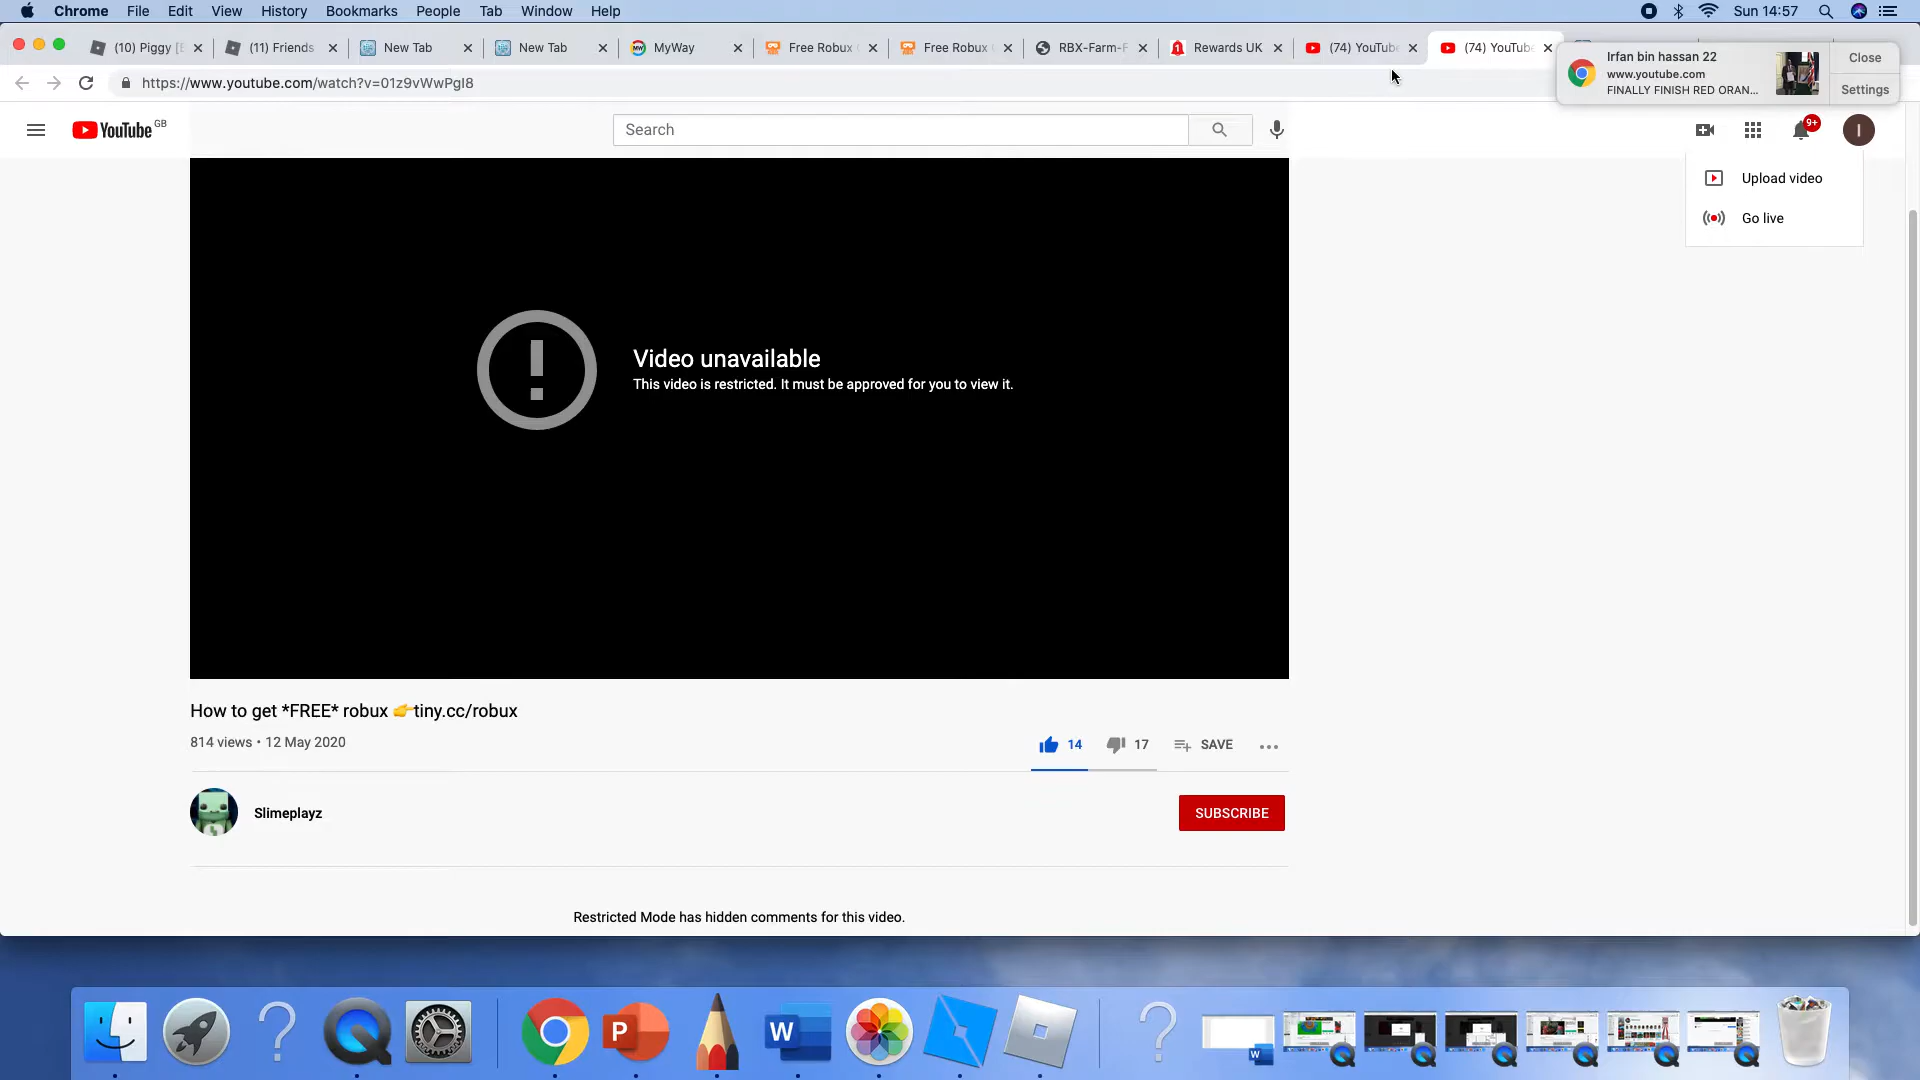 Chrome File Edit View History Bookmarks People Tab Window Help Sun 14:57
(10) Piggy [ (11) Friends New Tab New Tab MyWay Free Robux Free Robux RBX-Farm-F Rewards UK (74) YouTube (74) YouTube
Irfan bin hassan 22
www.youtube.com
FINALLY FINISH RED ORAN...
Close
Settings
https://www.youtube.com/watch?v=01z9vWwPgI8
YouTube GB
Search
9+
I
Upload video
Go live
Video unavailable
This video is restricted. It must be approved for you to view it.
How to get *FREE* robux 👉tiny.cc/robux
814 views • 12 May 2020
14 17 SAVE
Slimeplayz
SUBSCRIBE
Restricted Mode has hidden comments for this video.